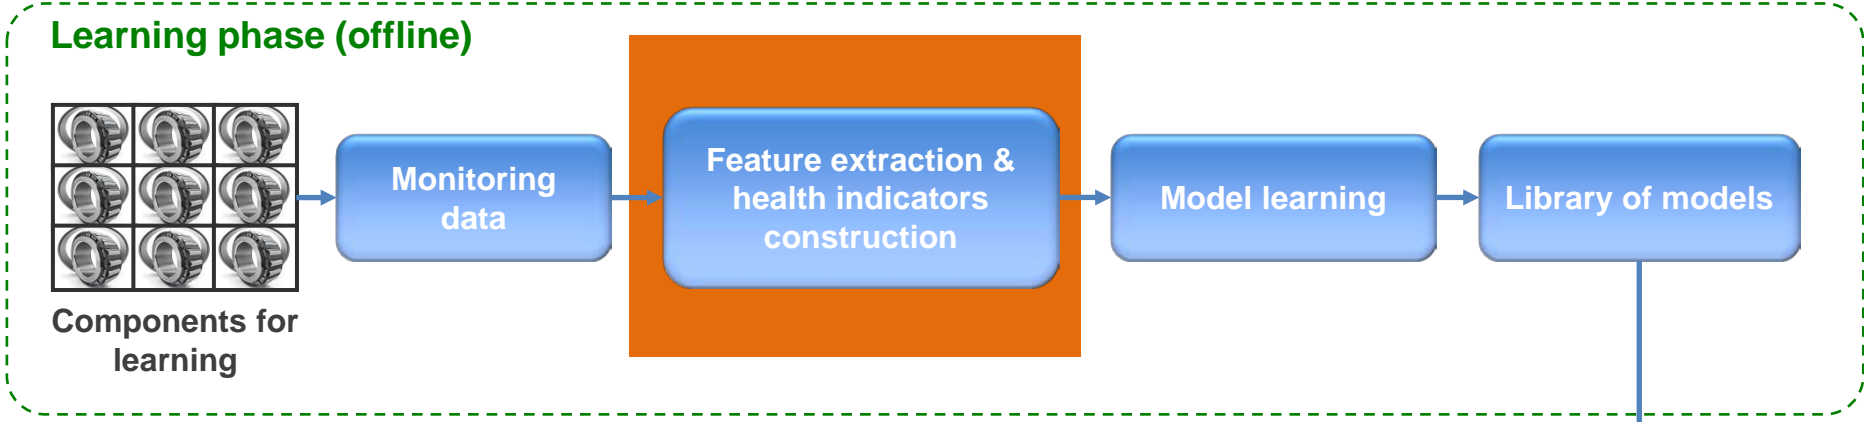 Learning phase (offline)
Components for
learning
Monitoring
data
Feature extraction &
health indicators
construction
Model learning
Library of models